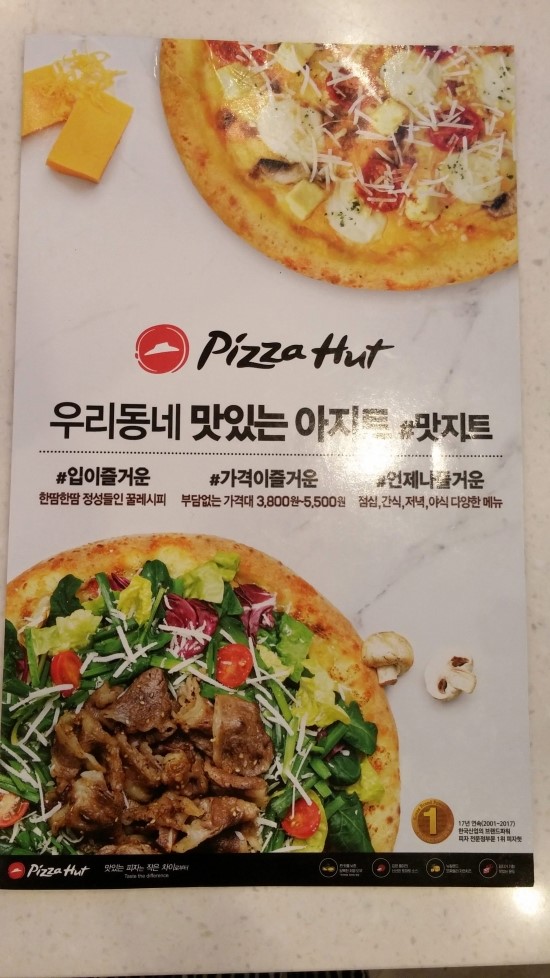 Pizza Hut
우리동네 맛있는 아지트 #맛지트
#입이즐거운
한땀한땀 정성들인 꿀레시피
#가격이즐거운
부담없는 가격대 3,800원~5,500원
#언제나즐거운
점심,간식,저녁,야식 다양한 메뉴
1
17년 연속(2001~2017)
한국산업의 브랜드파워
피자 전문점부문 1위 피자헛
Pizza Hut
맛있는 피자는 작은 차이로부터
Taste the difference